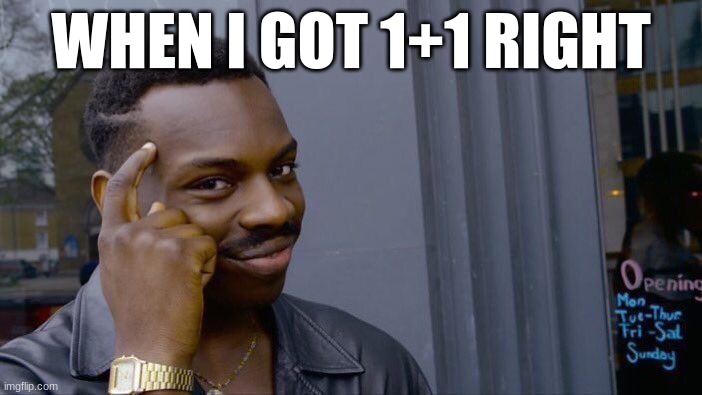 WHEN I GOT 1+1 RIGHT
Opening
Mon
Tue-Thur
Fri-Sat
Sunday
imgflip.com